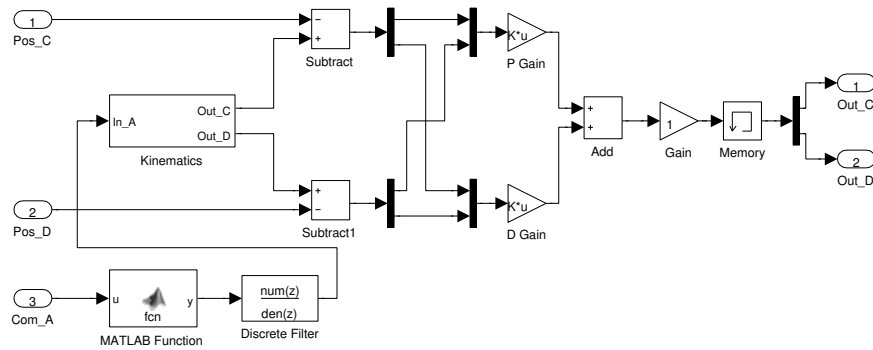 1
Pos_C
−
+
Subtract
K*u
P Gain
In_A
Out_C
Out_D
Kinematics
+
+
Add
1
Gain
Memory
1
Out_C
2
Out_D
2
Pos_D
+
−
Subtract1
K*u
D Gain
3
Com_A
u
fcn
y
MATLAB Function
num(z)
den(z)
Discrete Filter